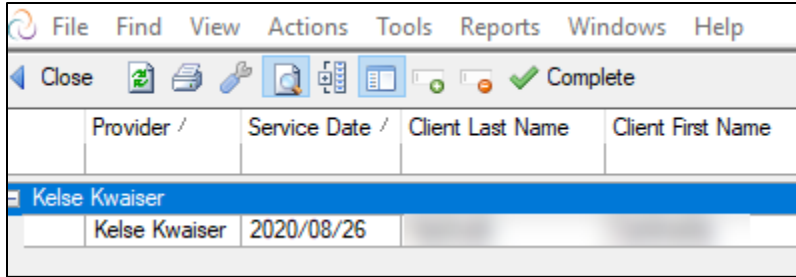 File Find View Actions Tools Reports Windows Help
Close Complete
Provider / Service Date / Client Last Name Client First Name
Kelse Kwaiser
Kelse Kwaiser 2020/08/26